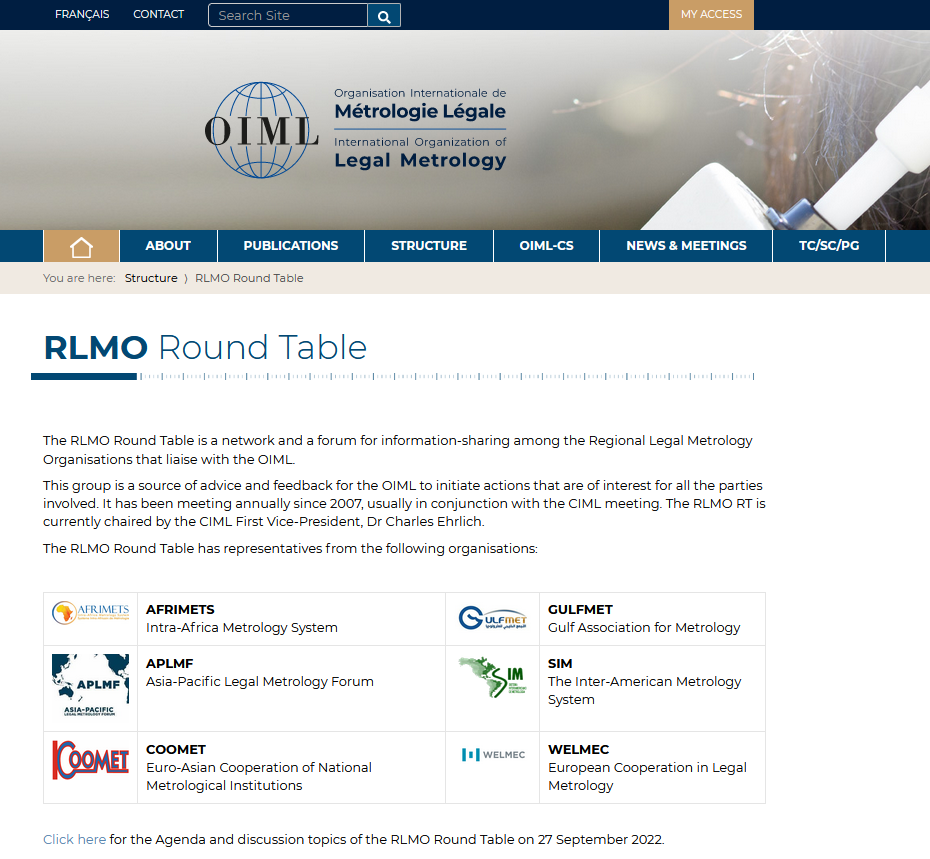 FRANÇAIS CONTACT Search Site MY ACCESS
Organisation Internationale de
Métrologie Légale
OIML
International Organization of
Legal Metrology
ABOUT PUBLICATIONS STRUCTURE OIML-CS NEWS & MEETINGS TC/SC/PG
You are here: Structure ⟩ RLMO Round Table
RLMO Round Table
The RLMO Round Table is a network and a forum for information-sharing among the Regional Legal Metrology
Organisations that liaise with the OIML.
This group is a source of advice and feedback for the OIML to initiate actions that are of interest for all the parties
involved. It has been meeting annually since 2007, usually in conjunction with the CIML meeting. The RLMO RT is
currently chaired by the CIML First Vice-President, Dr Charles Ehrlich.
The RLMO Round Table has representatives from the following organisations:
AFRIMETS
AFRIMETS
Intra-Africa Metrology System
GULFMET
GULFMET
Gulf Association for Metrology
APLMF
ASIA-PACIFIC
LEGAL METROLOGY FORUM
APLMF
Asia-Pacific Legal Metrology Forum
SIM
SIM
The Inter-American Metrology
System
COOMET
COOMET
Euro-Asian Cooperation of National
Metrological Institutions
WELMEC
WELMEC
European Cooperation in Legal
Metrology
Click here for the Agenda and discussion topics of the RLMO Round Table on 27 September 2022.